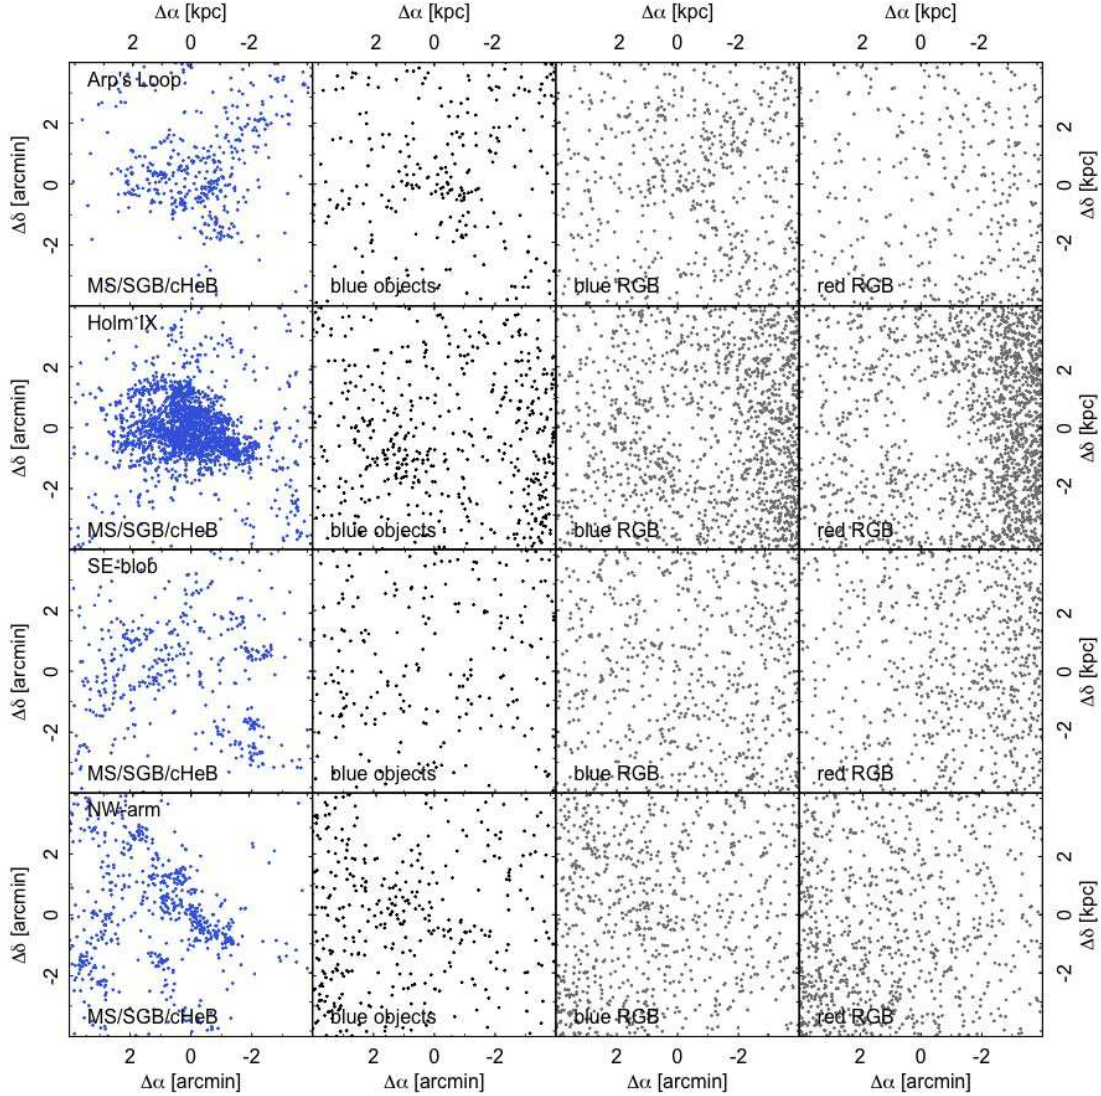 Δα [kpc] Δα [kpc] Δα [kpc] Δα [kpc]
2 0 -2 2 0 -2 2 0 -2 2 0 -2
Arp's Loop
2 2
Δδ [arcmin] 0 0 Δδ [kpc]
-2 -2
MS/SGB/cHeB blue objects blue RGB red RGB
Holm IX
2 2
Δδ [arcmin] 0 0 Δδ [kpc]
-2 -2
MS/SGB/cHeB blue objects blue RGB red RGB
SE-blob
2 2
Δδ [arcmin] 0 0 Δδ [kpc]
-2 -2
MS/SGB/cHeB blue objects blue RGB red RGB
NW-arm
2 2
Δδ [arcmin] 0 0 Δδ [kpc]
-2 -2
MS/SGB/cHeB blue objects blue RGB red RGB
2 0 -2 2 0 -2 2 0 -2 2 0 -2
Δα [arcmin] Δα [arcmin] Δα [arcmin] Δα [arcmin]